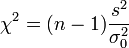 χ² = (n − 1) s²/σ₀²